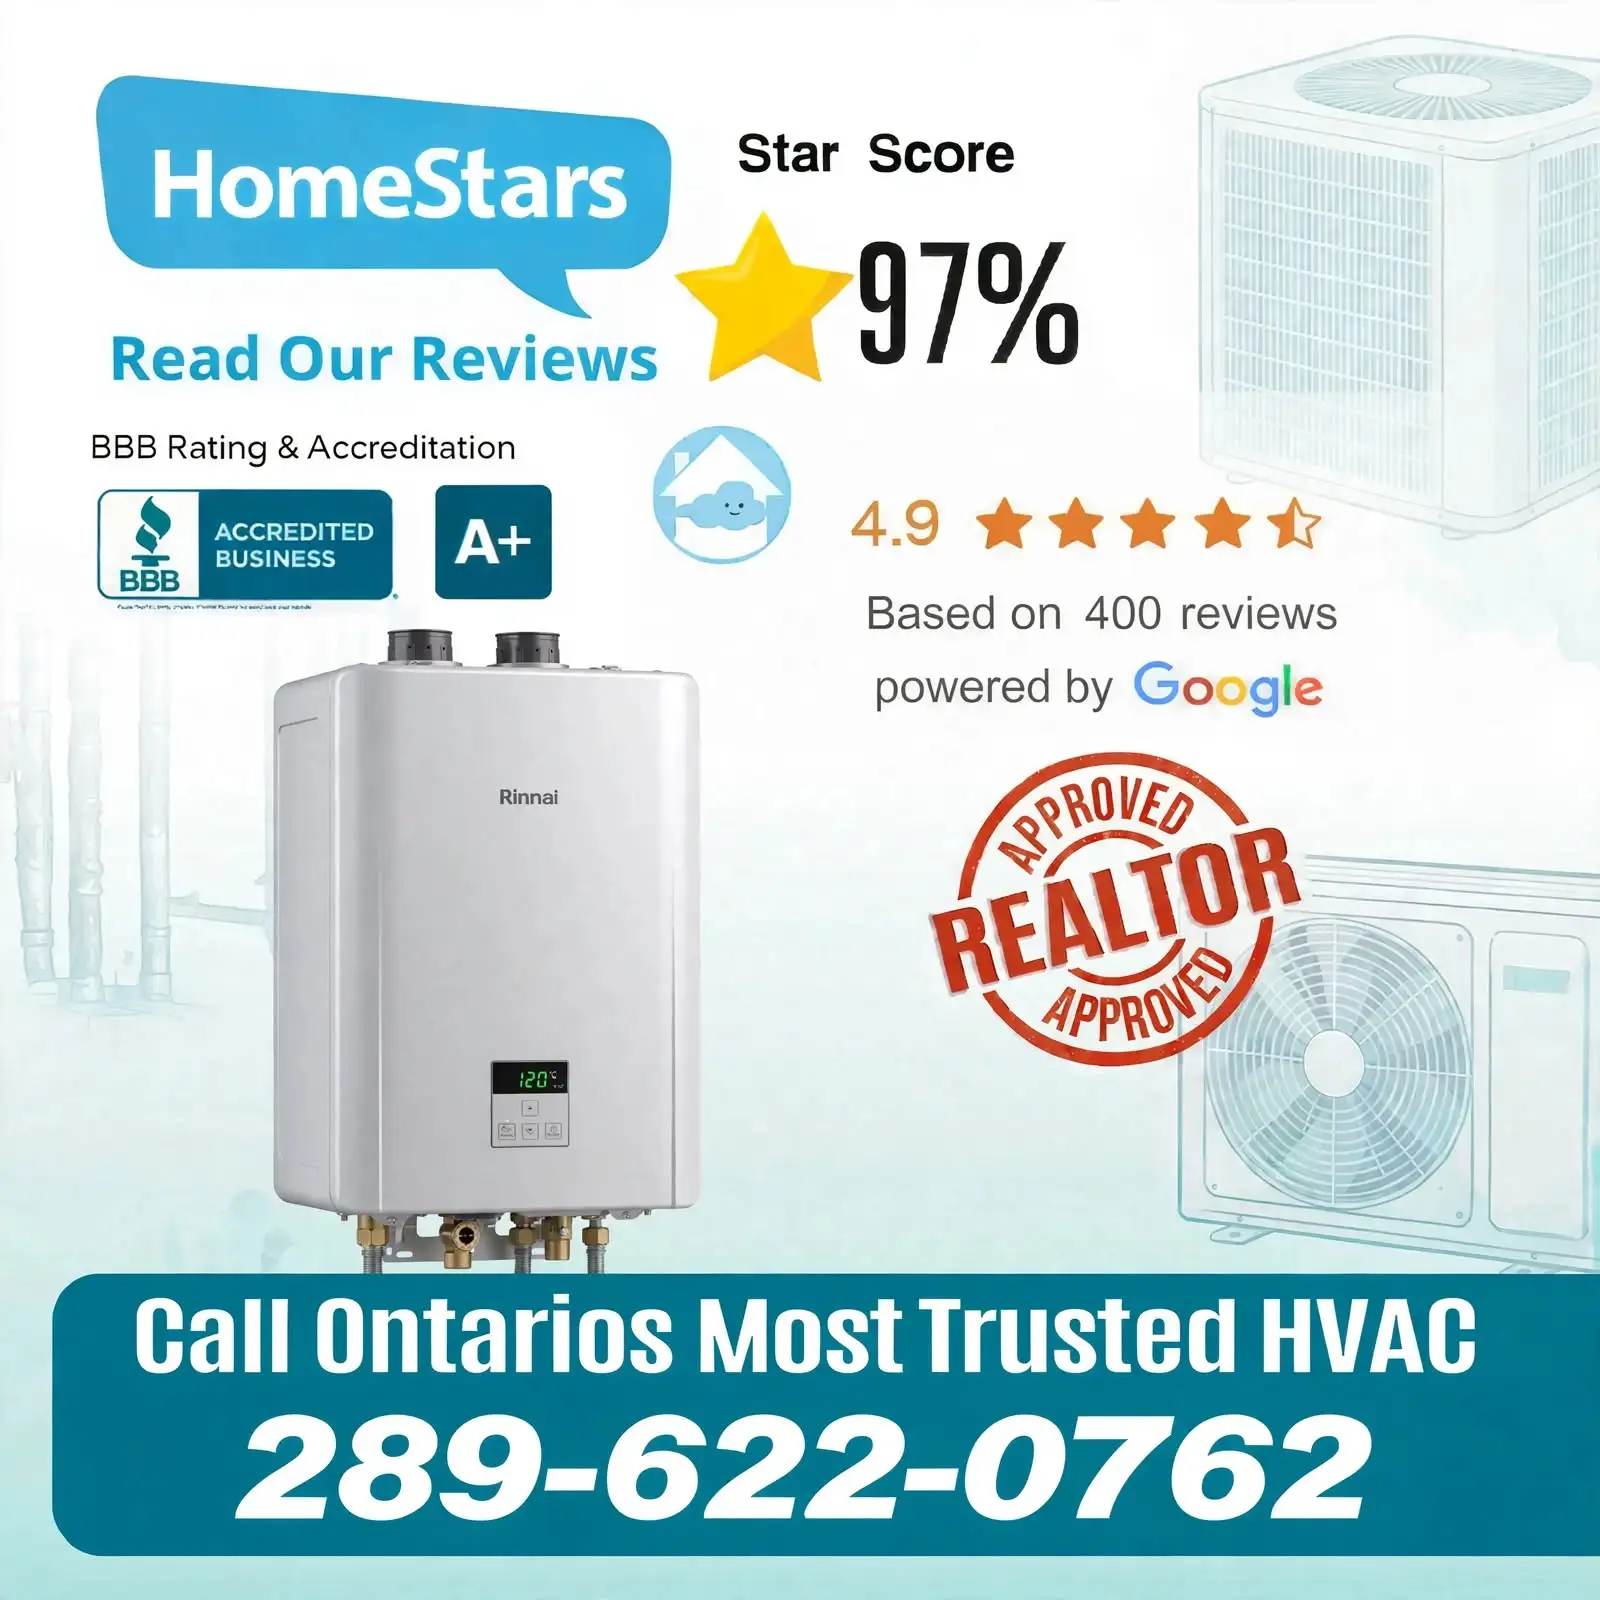 HomeStars
Read Our Reviews
Star Score
97%
BBB Rating & Accreditation
BBB
ACCREDITED
BUSINESS
A+
4.9
Based on 400 reviews
powered by Google
APPROVED
REALTOR
APPROVED
Rinnai
120°C
Call Ontarios Most Trusted HVAC
289-622-0762